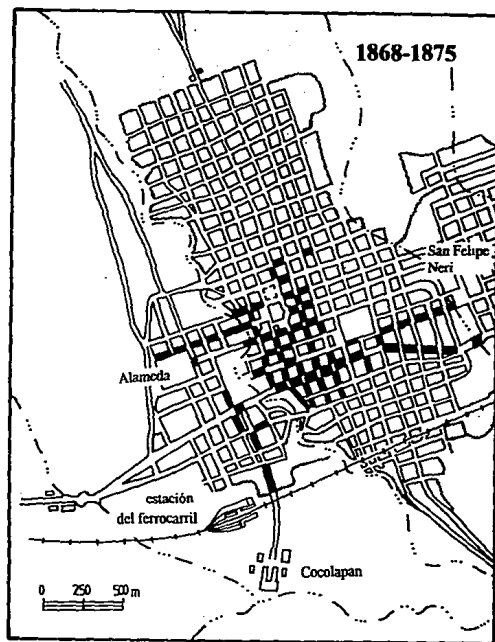 1868-1875
San Felipe
Neri
Alameda
estación
del ferrocarril
Cocolapan
0 250 500 m